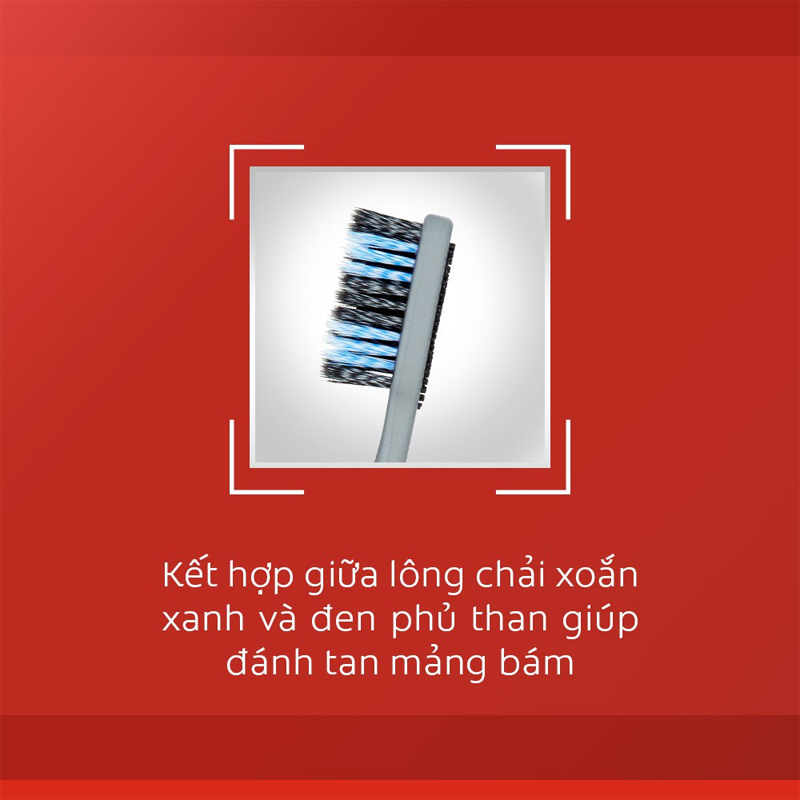 Kết hợp giữa lông chải xoắn
xanh và đen phủ than giúp
đánh tan mảng bám